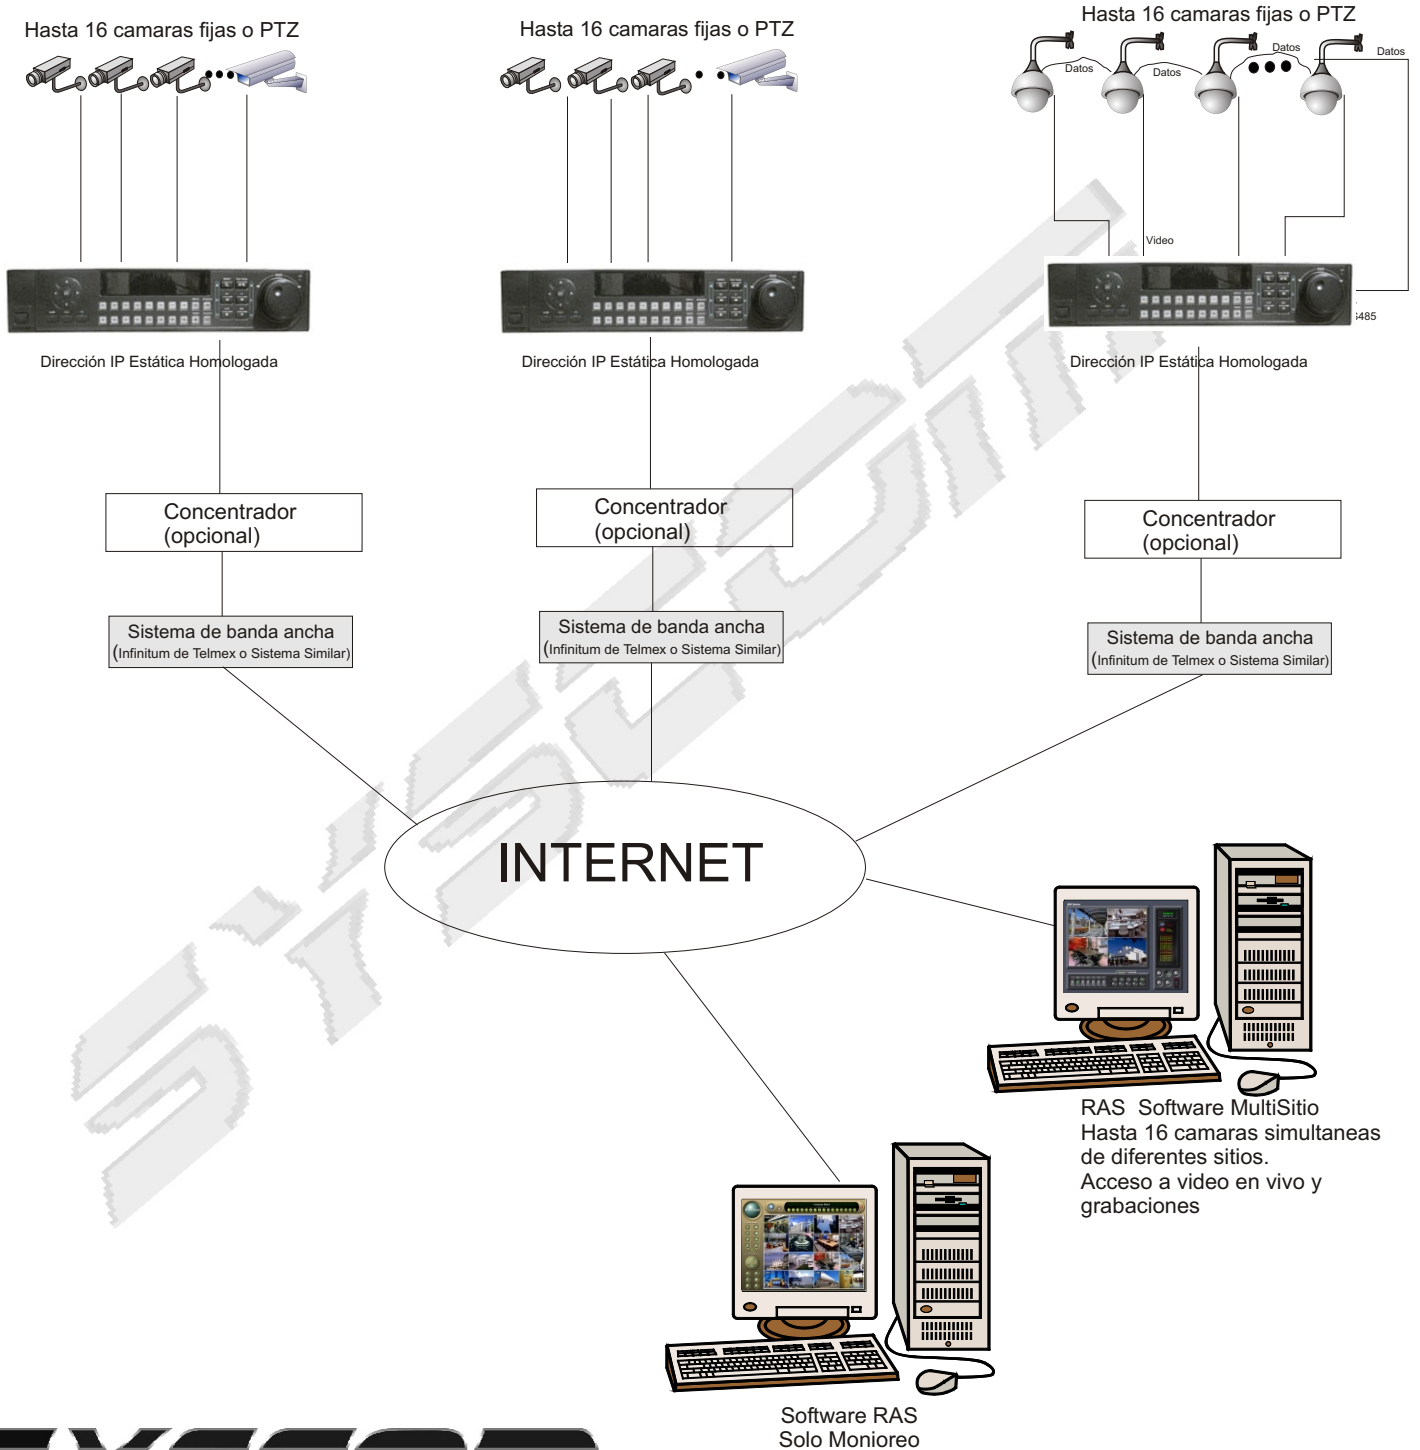 Hasta 16 camaras fijas o PTZ
Hasta 16 camaras fijas o PTZ
Hasta 16 camaras fijas o PTZ
Datos
Datos
Datos
Datos
Video
485
Dirección IP Estática Homologada
Dirección IP Estática Homologada
Dirección IP Estática Homologada
Concentrador
(opcional)
Concentrador
(opcional)
Concentrador
(opcional)
Sistema de banda ancha
(Infinitum de Telmex o Sistema Similar)
Sistema de banda ancha
(Infinitum de Telmex o Sistema Similar)
Sistema de banda ancha
(Infinitum de Telmex o Sistema Similar)
SYSCOM
INTERNET
RAS Software MultiSitio
Hasta 16 camaras simultaneas
de diferentes sitios.
Acceso a video en vivo y
grabaciones
Software RAS
Solo Monioreo